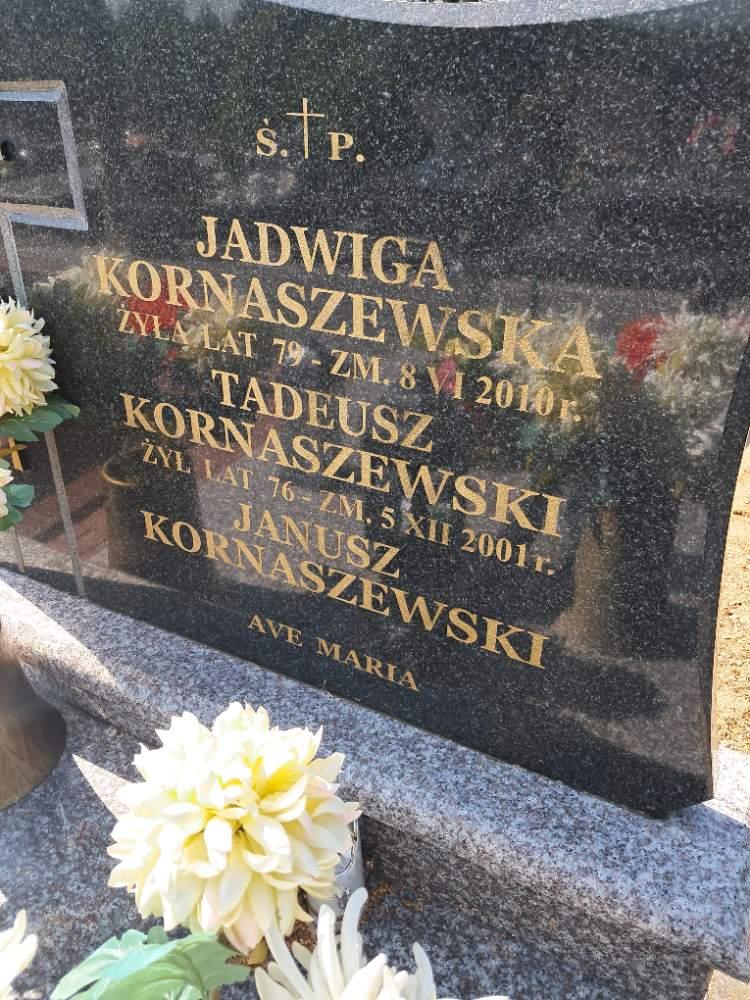 Ś. P.
JADWIGA
KORNASZEWSKA
ŻYŁA LAT 79 - ZM. 8 VI 2010 r.
TADEUSZ
KORNASZEWSKI
ŻYŁ LAT 76 - ZM. 5 XII 2001 r.
JANUSZ
KORNASZEWSKI
AVE MARIA